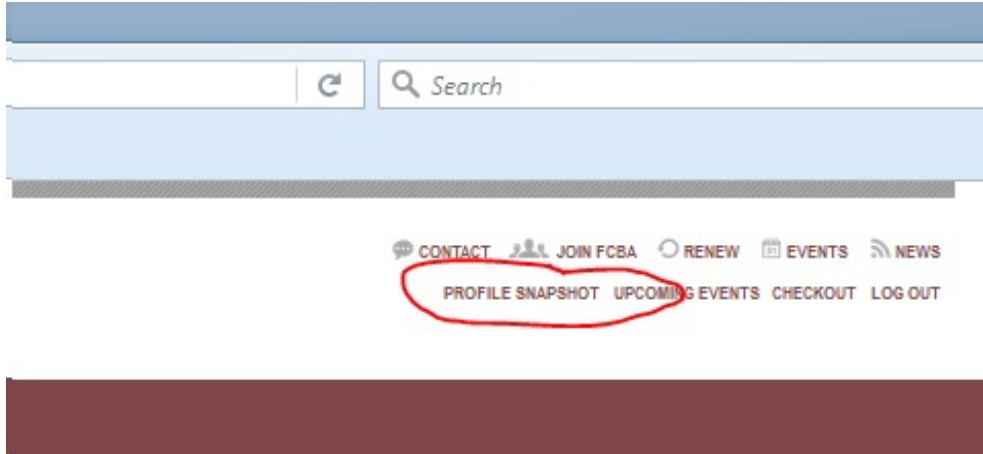 Search
CONTACT JOIN FCBA RENEW EVENTS NEWS
PROFILE SNAPSHOT UPCOMING EVENTS CHECKOUT LOG OUT